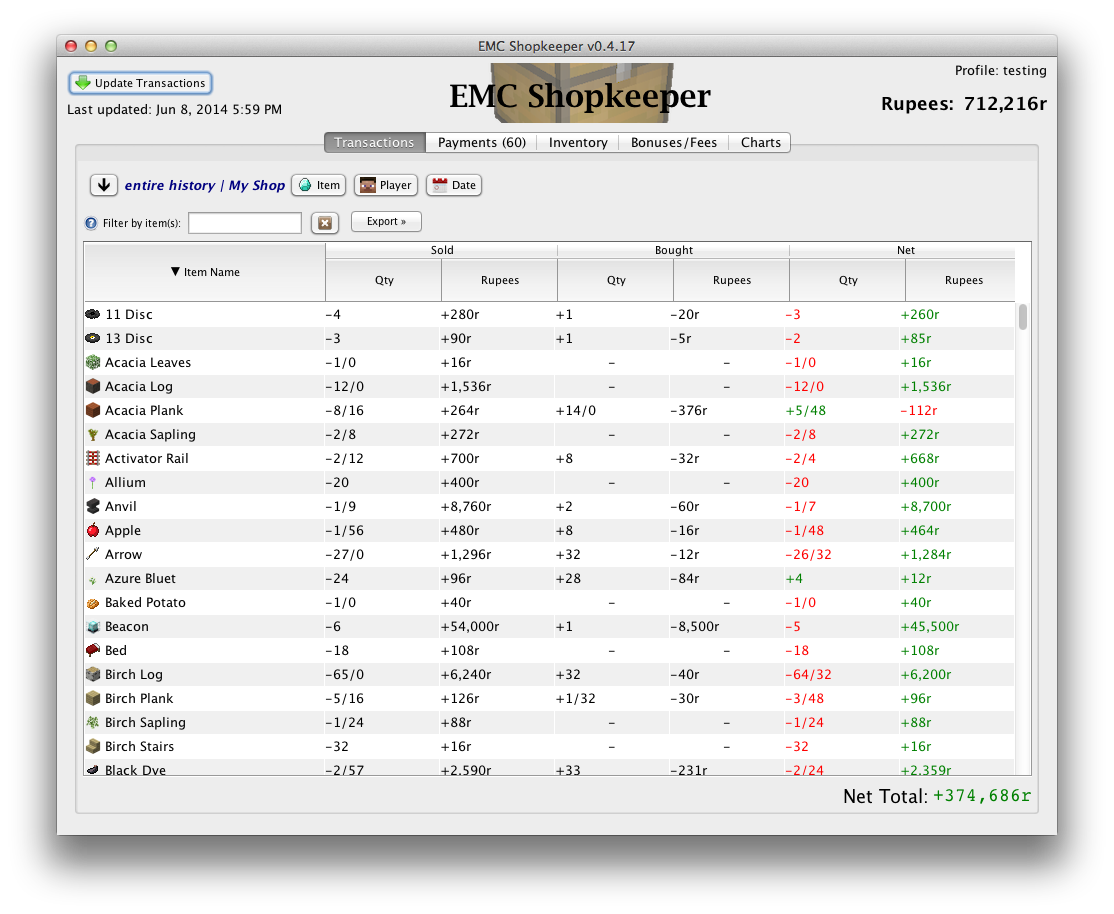 EMC Shopkeeper v0.4.17
Update Transactions
Last updated: Jun 8, 2014 5:59 PM
EMC Shopkeeper
Profile: testing
Rupees: 712,216r
Transactions Payments (60) Inventory Bonuses/Fees Charts
entire history | My Shop Item Player Date
? Filter by item(s): Export »
Sold Bought Net
▼ Item Name Qty Rupees Qty Rupees Qty Rupees
11 Disc -4 +280r +1 -20r -3 +260r
13 Disc -3 +90r +1 -5r -2 +85r
Acacia Leaves -1/0 +16r - - -1/0 +16r
Acacia Log -12/0 +1,536r - - -12/0 +1,536r
Acacia Plank -8/16 +264r +14/0 -376r +5/48 -112r
Acacia Sapling -2/8 +272r - - -2/8 +272r
Activator Rail -2/12 +700r +8 -32r -2/4 +668r
Allium -20 +400r - - -20 +400r
Anvil -1/9 +8,760r +2 -60r -1/7 +8,700r
Apple -1/56 +480r +8 -16r -1/48 +464r
Arrow -27/0 +1,296r +32 -12r -26/32 +1,284r
Azure Bluet -24 +96r +28 -84r +4 +12r
Baked Potato -1/0 +40r - - -1/0 +40r
Beacon -6 +54,000r +1 -8,500r -5 +45,500r
Bed -18 +108r - - -18 +108r
Birch Log -65/0 +6,240r +32 -40r -64/32 +6,200r
Birch Plank -5/16 +126r +1/32 -30r -3/48 +96r
Birch Sapling -1/24 +88r - - -1/24 +88r
Birch Stairs -32 +16r - - -32 +16r
Black Dye -2/57 +2,590r +33 -231r -2/24 +2,359r
Net Total: +374,686r